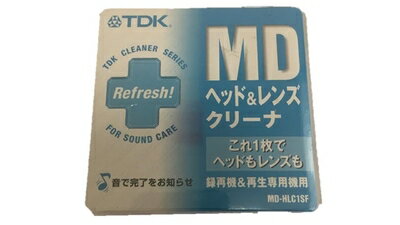 TDK
TDK CLEANER SERIES
Refresh!
FOR SOUND CARE
音で完了をお知らせ
MD
ヘッド&レンズ
クリーナ
これ1枚で
ヘッドもレンズも
録再機&再生専用機用
MD-HLC1SF